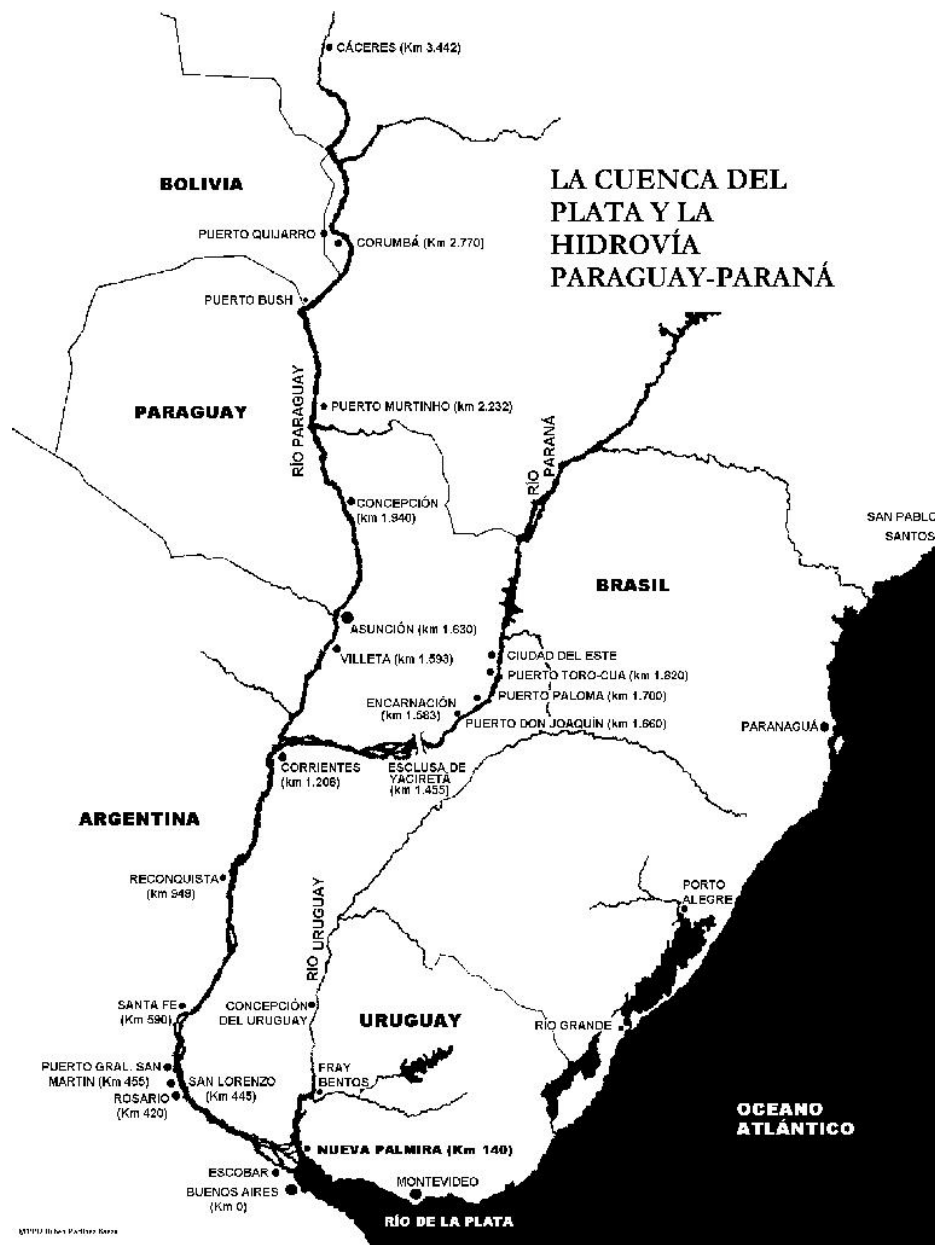 CÁCERES (Km 3.442)
LA CUENCA DEL
PLATA Y LA
HIDROVÍA
PARAGUAY-PARANÁ
BOLIVIA
PUERTO QUIJARRO
CORUMBÁ (Km 2.770)
PUERTO BUSH
RÍO PARAGUAY
PARAGUAY
PUERTO MURTINHO (km 2.232)
RÍO
PARANÁ
CONCEPCIÓN
(km 1.940)
SAN PABLO
SANTOS
BRASIL
ASUNCIÓN (km 1.630)
VILLETA (km 1.593)
CIUDAD DEL ESTE
PUERTO TORO-CUA (km 1.820)
PUERTO PALOMA (km 1.700)
ENCARNACIÓN
(km 1.583)
PUERTO DON JOAQUÍN (km 1.660)
PARANAGUÁ
CORRIENTES
(km 1.208)
ESCLUSA DE
YACIRETA
(km 1.455)
ARGENTINA
RECONQUISTA
(km 949)
PORTO
ALEGRE
RÍO URUGUAY
SANTA FE
(Km 590)
CONCEPCIÓN
DEL URUGUAY
URUGUAY
RÍO GRANDE
PUERTO GRAL. SAN
MARTIN (Km 455)
SAN LORENZO
(Km 445)
ROSARIO
(Km 420)
FRAY
BENTOS
OCEANO
ATLÁNTICO
NUEVA PALMIRA (Km 140)
ESCOBAR
BUENOS AIRES
(Km 0)
MONTEVIDEO
RÍO DE LA PLATA